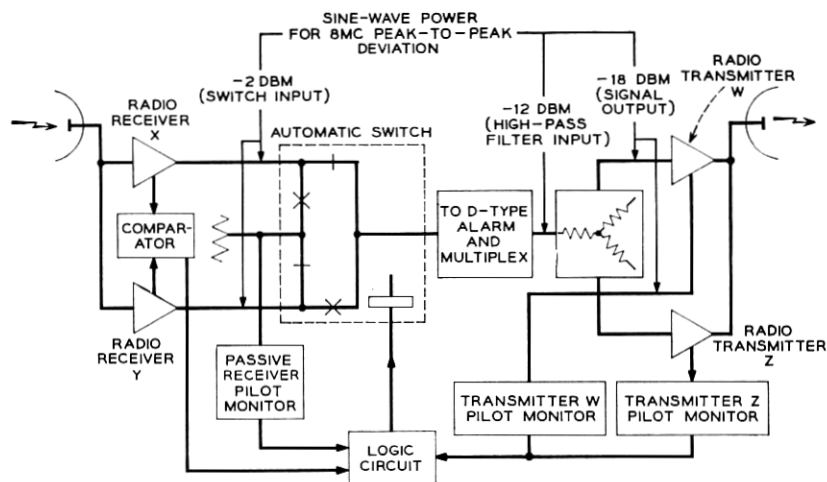 SINE-WAVE POWER
FOR 8MC PEAK-TO-PEAK
DEVIATION
-2 DBM
(SWITCH INPUT)
-18 DBM
(SIGNAL
OUTPUT)
RADIO
TRANSMITTER
W
RADIO
RECEIVER
X
-12 DBM
(HIGH-PASS
FILTER INPUT)
AUTOMATIC SWITCH
COMPAR-
ATOR
TO D-TYPE
ALARM
AND
MULTIPLEX
RADIO
RECEIVER
Y
RADIO
TRANSMITTER
Z
PASSIVE
RECEIVER
PILOT
MONITOR
TRANSMITTER W
PILOT MONITOR
TRANSMITTER Z
PILOT MONITOR
LOGIC
CIRCUIT